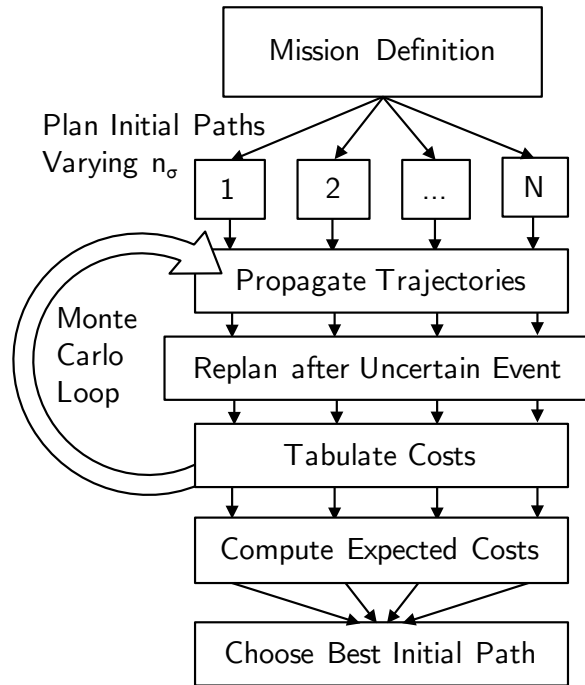 Mission Definition
Plan Initial Paths
Varying nσ
1
2
...
N
Propagate Trajectories
Monte
Carlo
Loop
Replan after Uncertain Event
Tabulate Costs
Compute Expected Costs
Choose Best Initial Path